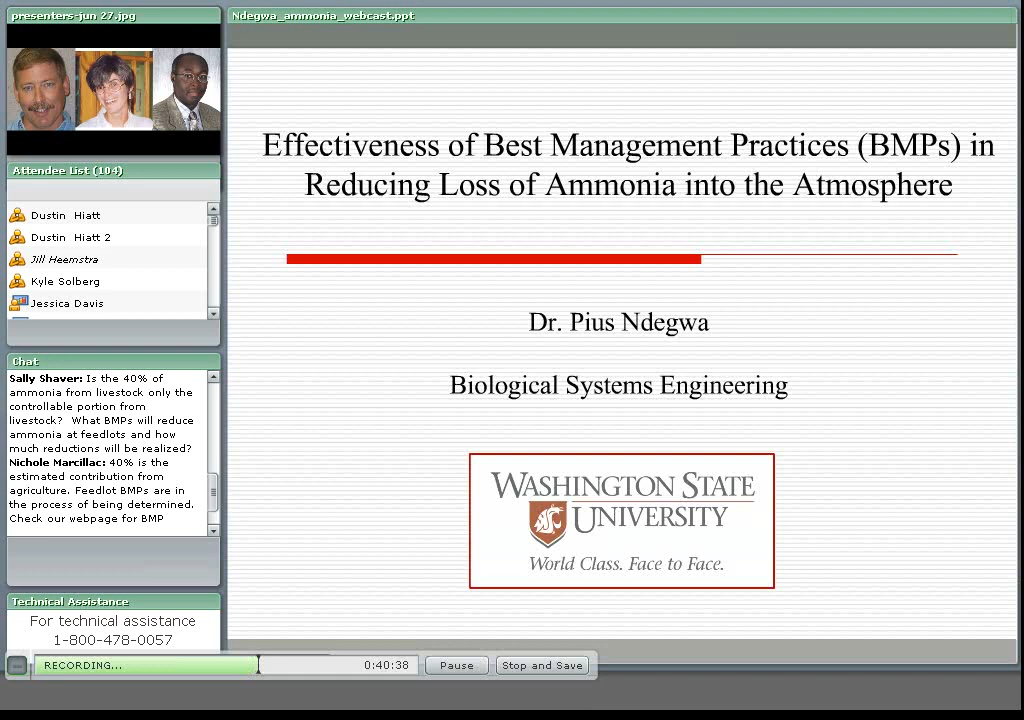 presenters-jun 27.jpg
Attendee List (104)
Dustin Hiatt
Dustin Hiatt 2
Jill Heemstra
Kyle Solberg
Jessica Davis
Chat
Sally Shaver: Is the 40% of
ammonia from livestock only the
controllable portion from
livestock? What BMPs will reduce
ammonia at feedlots and how
much reductions will be realized?
Nichole Marcillac: 40% is the
estimated contribution from
agriculture. Feedlot BMPs are in
the process of being determined.
Check our webpage for BMP
Technical Assistance
For technical assistance
1-800-478-0057
Ndegwa_ammonia_webcast.ppt
Effectiveness of Best Management Practices (BMPs) in
Reducing Loss of Ammonia into the Atmosphere
Dr. Pius Ndegwa
Biological Systems Engineering
WASHINGTON STATE
UNIVERSITY
World Class. Face to Face.
RECORDING... 0:40:38 Pause Stop and Save